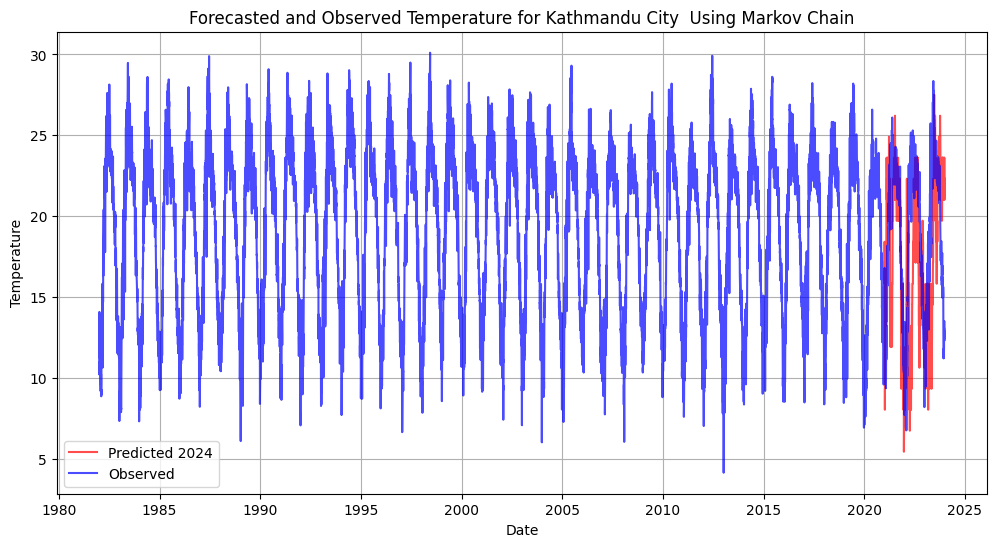 Forecasted and Observed Temperature for Kathmandu City  Using Markov Chain
Temperature
30
25
20
15
10
5
Predicted 2024
Observed
1980 1985 1990 1995 2000 2005 2010 2015 2020 2025
Date